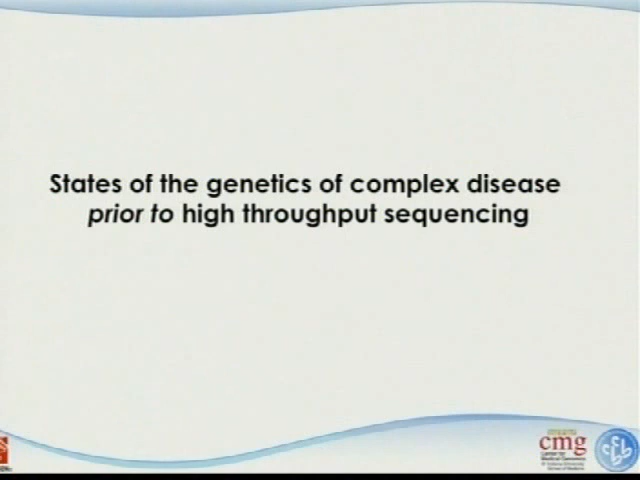 States of the genetics of complex disease
prior to high throughput sequencing
cmg